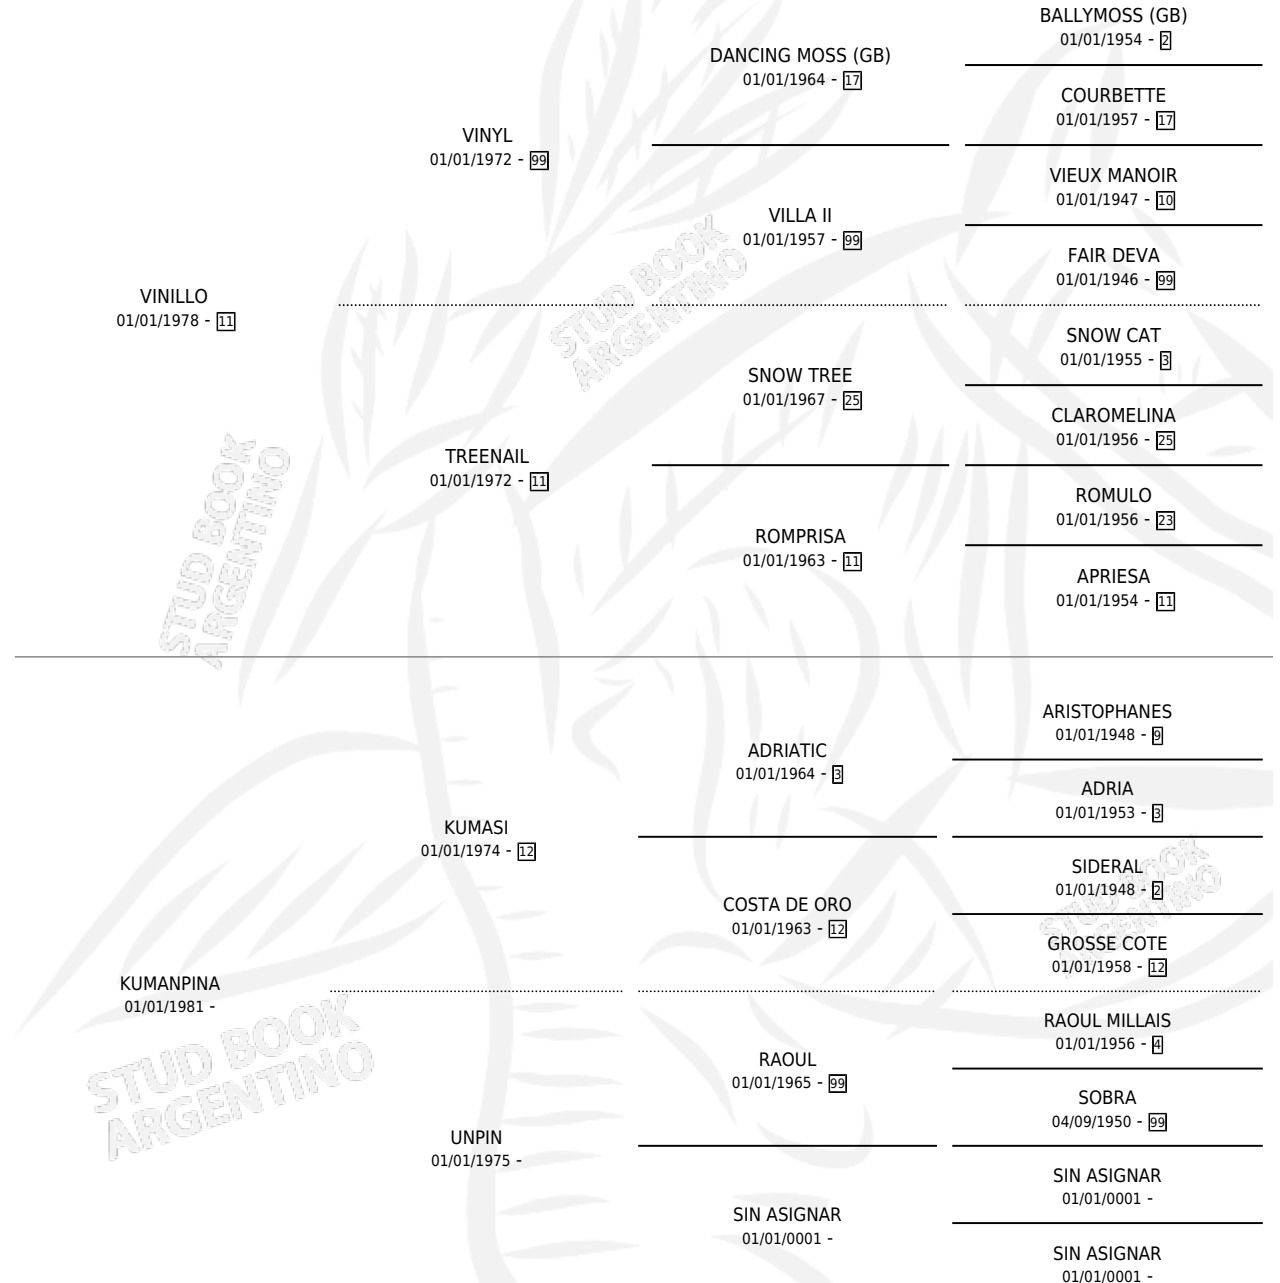 BALLYMOSS (GB)
01/01/1954 - 2
DANCING MOSS (GB)
01/01/1964 - 17
COURBETTE
01/01/1957 - 17
VINYL
01/01/1972 - 99
VIEUX MANOIR
01/01/1947 - 10
VILLA II
01/01/1957 - 99
FAIR DEVA
01/01/1946 - 99
VINILLO
01/01/1978 - 11
SNOW CAT
01/01/1955 - 3
SNOW TREE
01/01/1967 - 25
CLAROMELINA
01/01/1956 - 25
TREENAIL
01/01/1972 - 11
ROMULO
01/01/1956 - 23
ROMPRISA
01/01/1963 - 11
APRIESA
01/01/1954 - 11
STUD BOOK
ARGENTINO
STUD BOOK
ARGENTINO
ARISTOPHANES
01/01/1948 - 9
ADRIATIC
01/01/1964 - 3
ADRIA
01/01/1953 - 3
KUMASI
01/01/1974 - 12
SIDERAL
01/01/1948 - 2
COSTA DE ORO
01/01/1963 - 12
GROSSE COTE
01/01/1958 - 12
KUMANPINA
01/01/1981 -
RAOUL MILLAIS
01/01/1956 - 4
RAOUL
01/01/1965 - 99
SOBRA
04/09/1950 - 99
UNPIN
01/01/1975 -
SIN ASIGNAR
01/01/0001 -
SIN ASIGNAR
01/01/0001 -
SIN ASIGNAR
01/01/0001 -
STUD BOOK
ARGENTINO
STUD BOOK
ARGENTINO